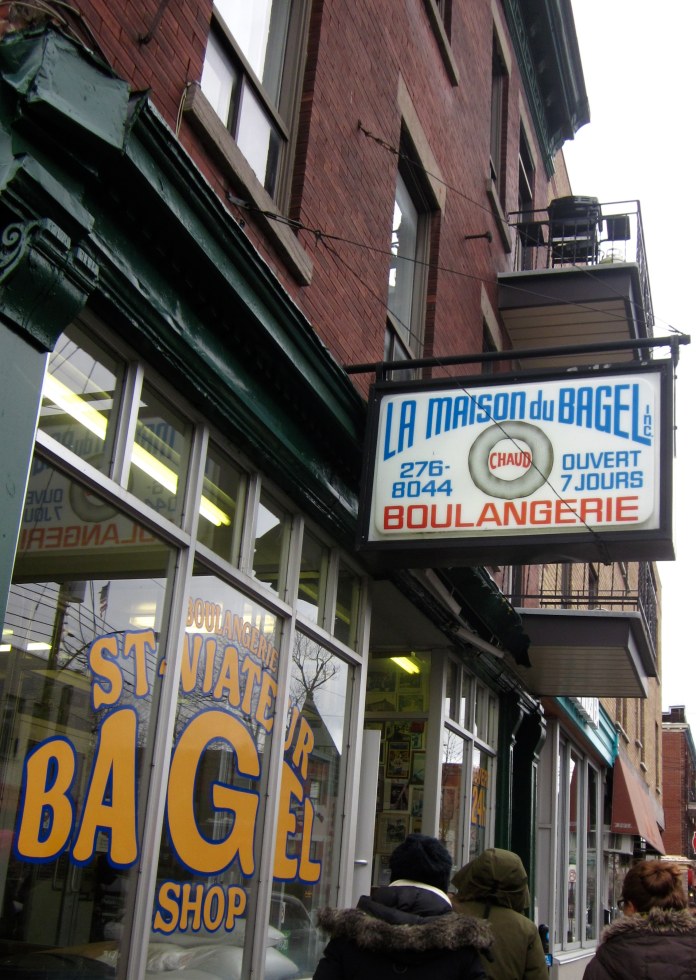 LA MAISON du BAGEL inc.
276-
8044
CHAUD
OUVERT
7 JOURS
BOULANGERIE
BOULANGERIE
ST-VIATEUR
BAGEL
SHOP